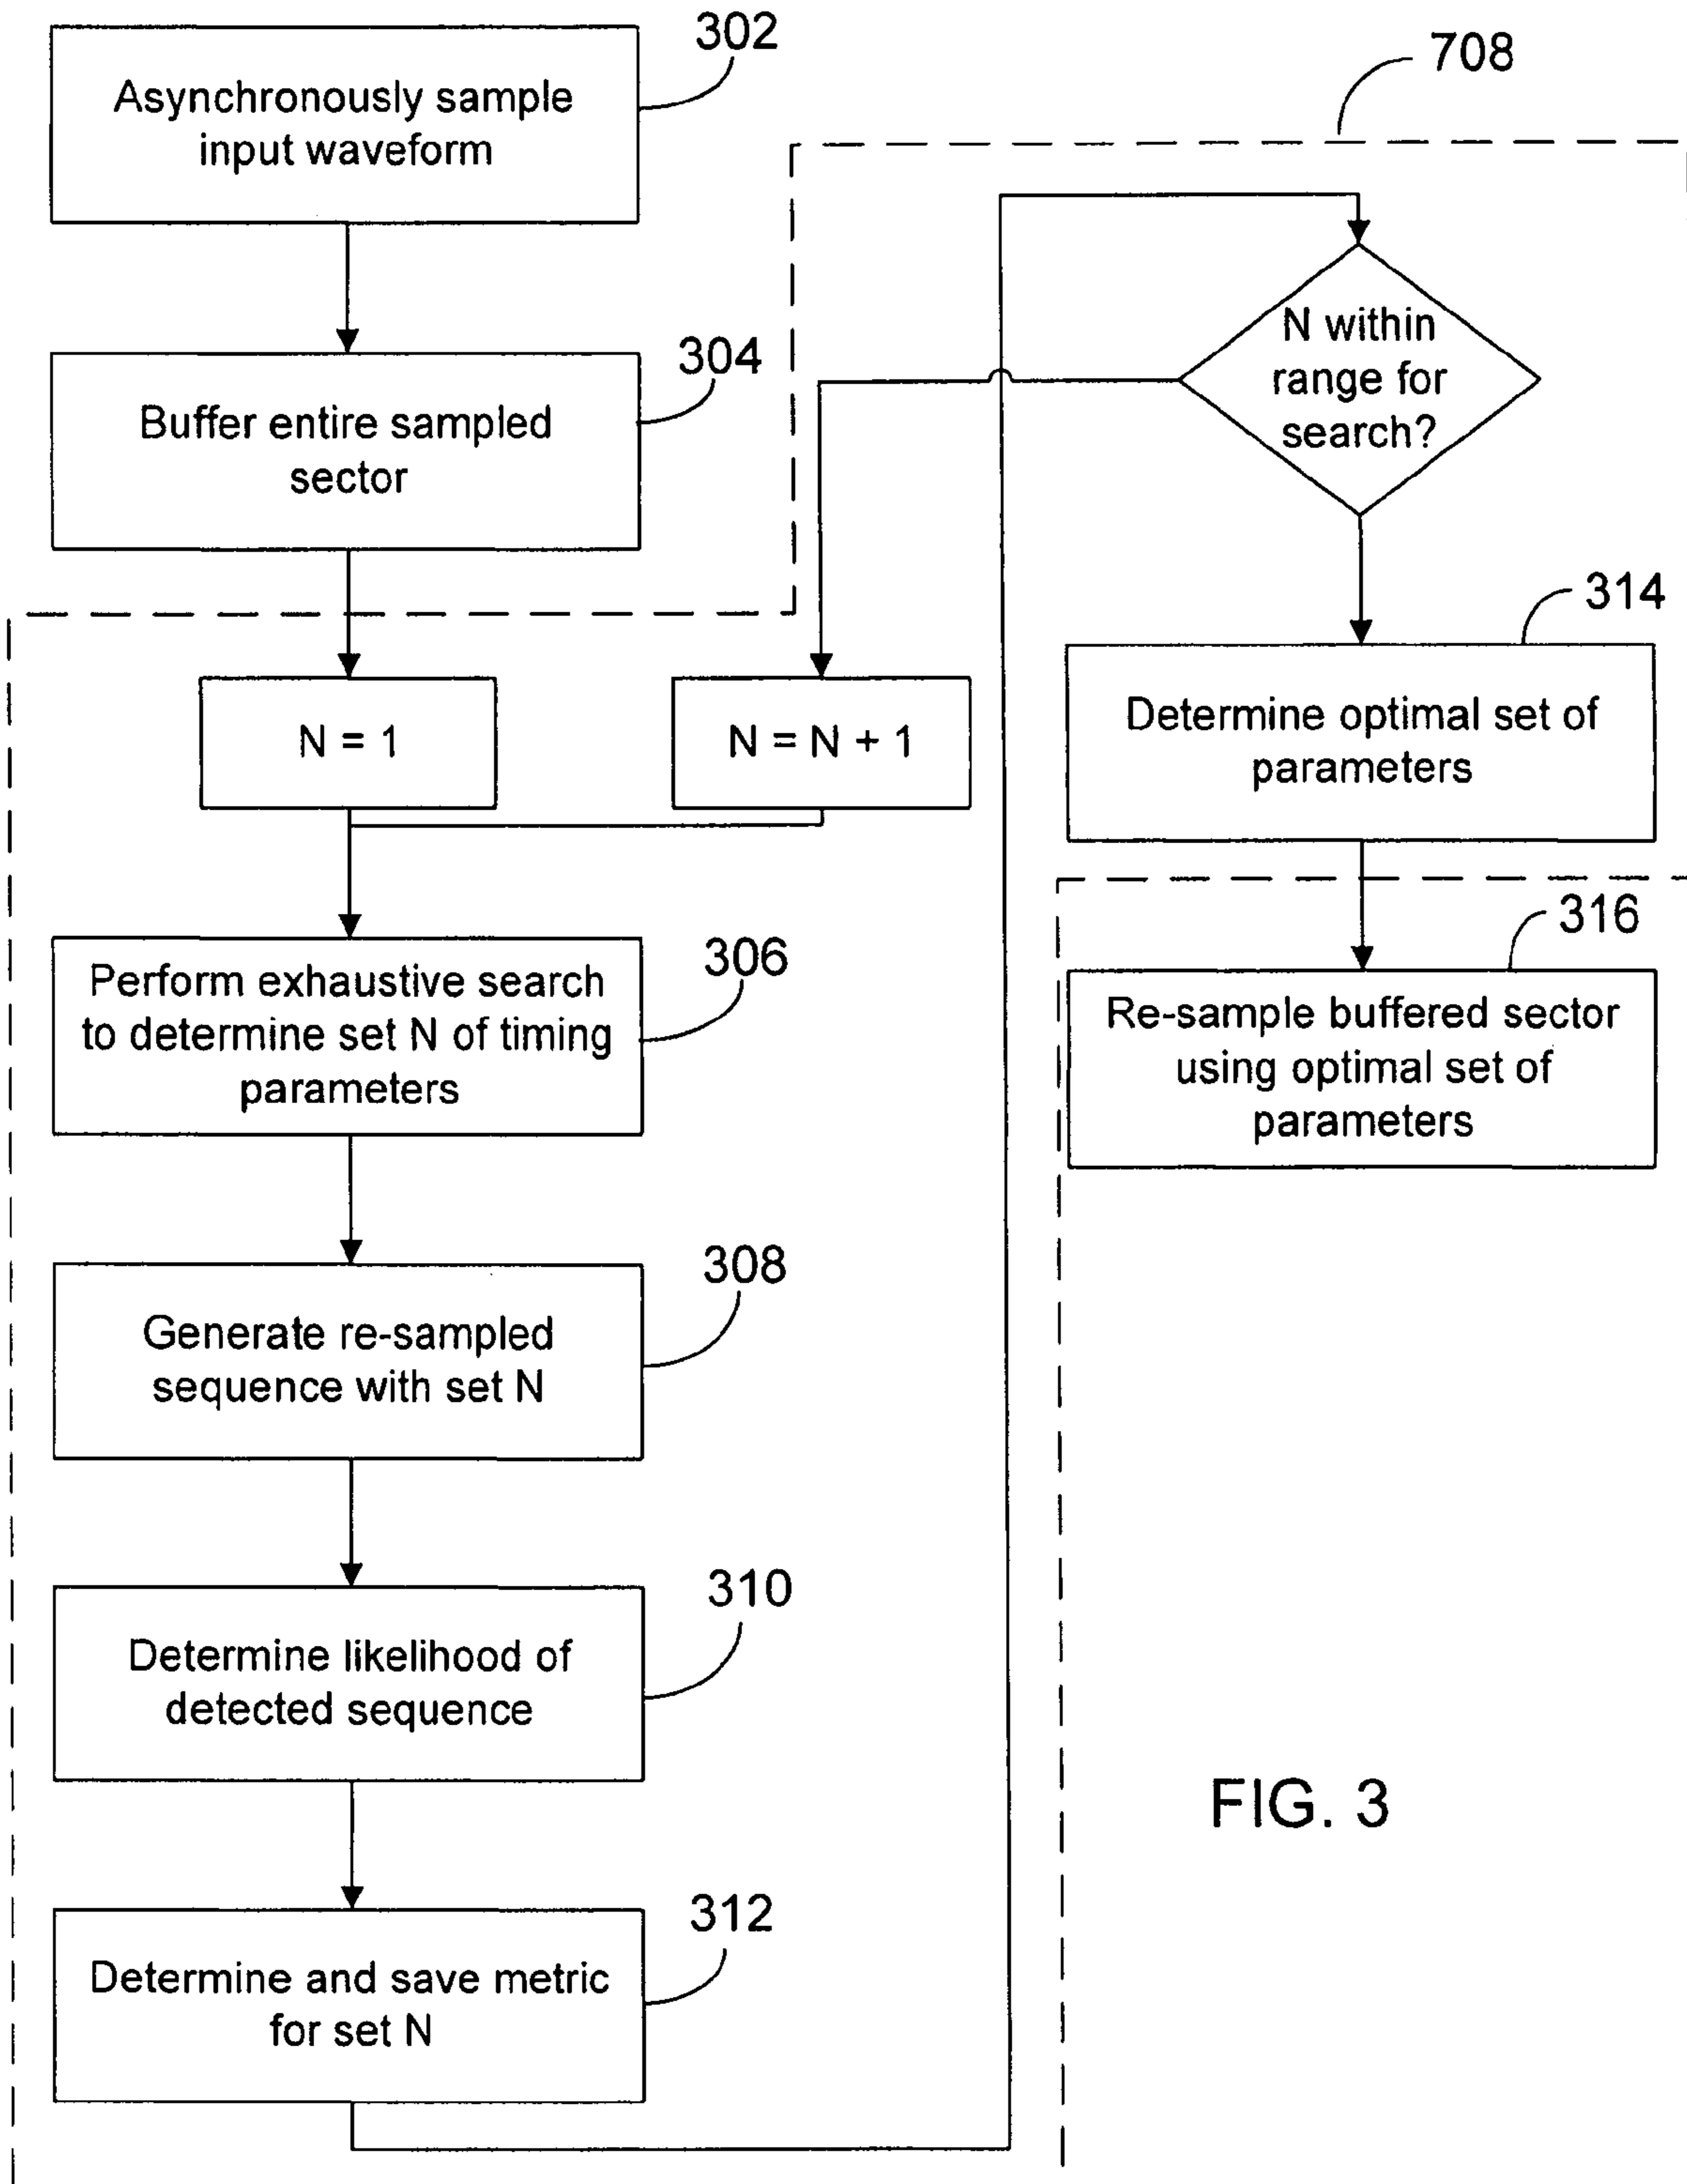 302
Asynchronously sample
input waveform
304
Buffer entire sampled
sector
N = 1
N = N + 1
306
Perform exhaustive search
to determine set N of timing
parameters
308
Generate re-sampled
sequence with set N
310
Determine likelihood of
detected sequence
312
Determine and save metric
for set N
708
N within
range for
search?
314
Determine optimal set of
parameters
316
Re-sample buffered sector
using optimal set of
parameters
FIG. 3